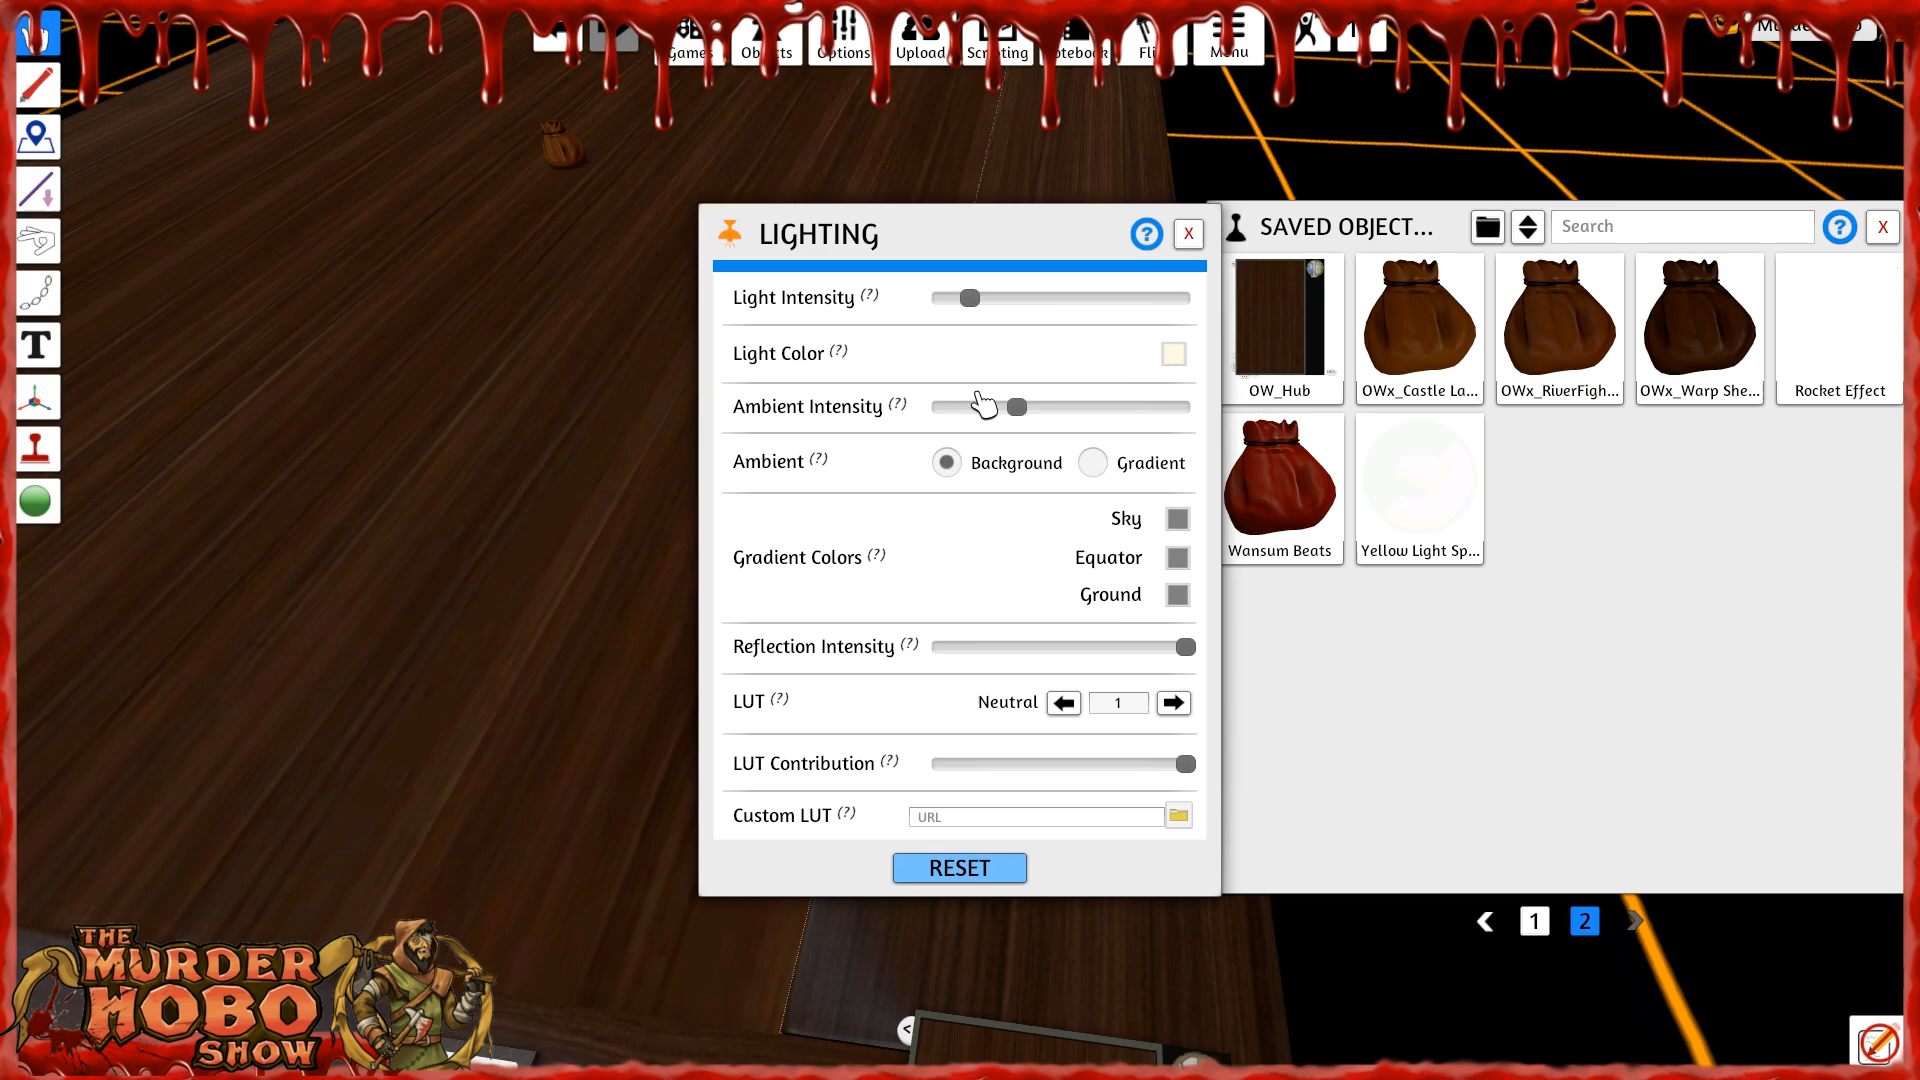 Objects
Options
Upload
Scripting
Menu
LIGHTING
?
X
Light Intensity (?)
Light Color (?)
Ambient Intensity (?)
Ambient (?)
Background
Gradient
Sky
Gradient Colors (?)
Equator
Ground
Reflection Intensity (?)
LUT (?)
Neutral
1
LUT Contribution (?)
Custom LUT (?)
URL
RESET
SAVED OBJECT...
Search
?
X
OW_Hub
OWx_Castle La...
OWx_RiverFigh...
OWx_Warp She...
Rocket Effect
Wansum Beats
Yellow Light Sp...
1
2
T
<
THE
MURDER
HOBO
SHOW